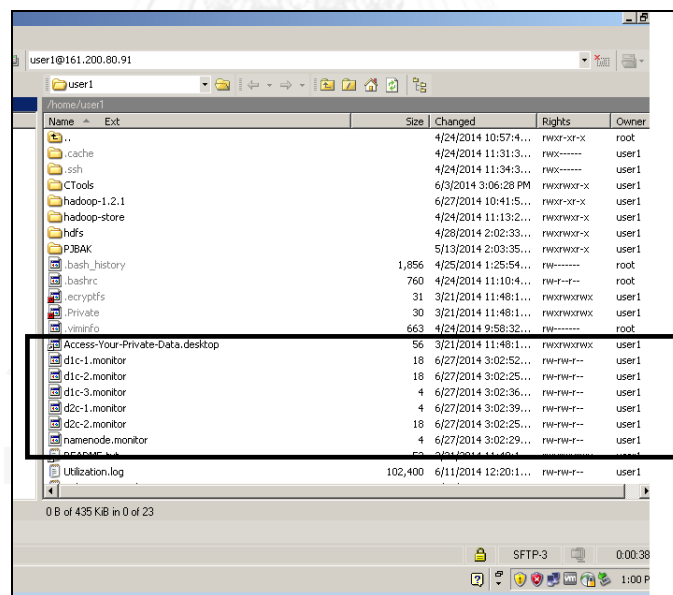 user1@161.200.80.91
user1
/home/user1
Name Ext Size Changed Rights Owner
.. 4/24/2014 10:57:4... rwxr-xr-x root
.cache 4/24/2014 11:31:3... rwx------ user1
.ssh 4/24/2014 11:34:3... rwx------ user1
CTools 6/3/2014 3:06:28 PM rwxrwxr-x user1
hadoop-1.2.1 6/27/2014 10:41:5... rwxr-xr-x user1
hadoop-store 4/24/2014 11:13:2... rwxrwxr-x user1
hdfs 4/28/2014 2:02:33... rwxrwxr-x user1
PJBAK 5/13/2014 2:03:35... rwxrwxr-x user1
.bash_history 1,856 4/25/2014 1:25:54... rw------- root
.bashrc 760 4/24/2014 11:10:4... rw-r--r-- root
.ecryptfs 31 3/21/2014 11:48:1... rwxrwxrwx user1
.Private 30 3/21/2014 11:48:1... rwxrwxrwx user1
.viminfo 663 4/24/2014 9:58:32... rw------- root
Access-Your-Private-Data.desktop 56 3/21/2014 11:48:1... rwxrwxrwx user1
d1c-1.monitor 18 6/27/2014 3:02:52... rw-rw-r-- user1
d1c-2.monitor 18 6/27/2014 3:02:25... rw-rw-r-- user1
d1c-3.monitor 4 6/27/2014 3:02:36... rw-rw-r-- user1
d2c-1.monitor 4 6/27/2014 3:02:39... rw-rw-r-- user1
d2c-2.monitor 18 6/27/2014 3:02:25... rw-rw-r-- user1
namenode.monitor 4 6/27/2014 3:02:29... rw-rw-r-- user1
README.txt 52 3/21/2014 11:48:1... rwxrwxrwx user1
Utilization.log 102,400 6/11/2014 12:20:1... rw-rw-r-- user1
0 B of 435 KiB in 0 of 23
SFTP-3 0:00:38
1:00 P